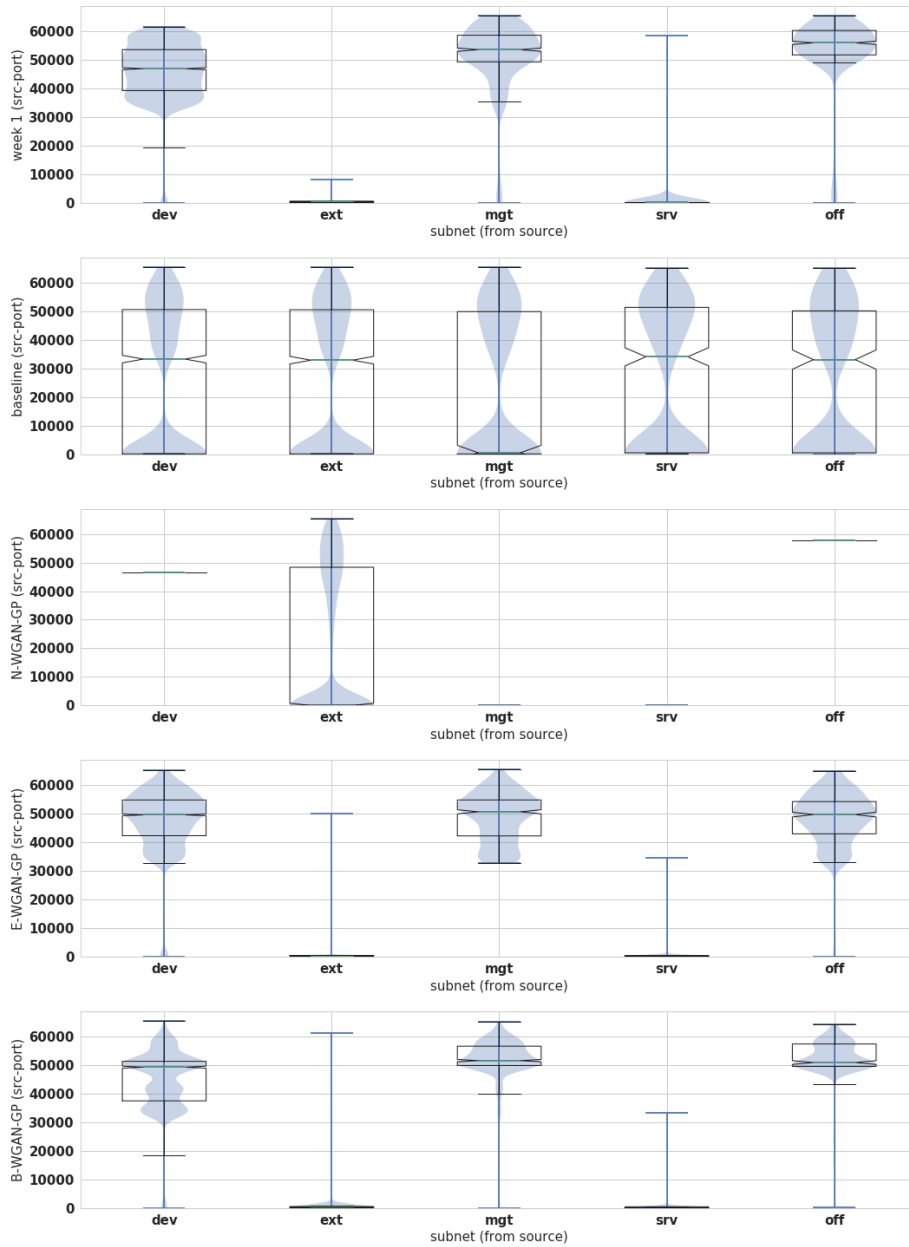 week 1 (src-port)
60000
50000
40000
30000
20000
10000
0
dev ext mgt srv off
subnet (from source)
baseline (src-port)
60000
50000
40000
30000
20000
10000
0
dev ext mgt srv off
subnet (from source)
N-WGAN-GP (src-port)
60000
50000
40000
30000
20000
10000
0
dev ext mgt srv off
subnet (from source)
E-WGAN-GP (src-port)
60000
50000
40000
30000
20000
10000
0
dev ext mgt srv off
subnet (from source)
B-WGAN-GP (src-port)
60000
50000
40000
30000
20000
10000
0
dev ext mgt srv off
subnet (from source)